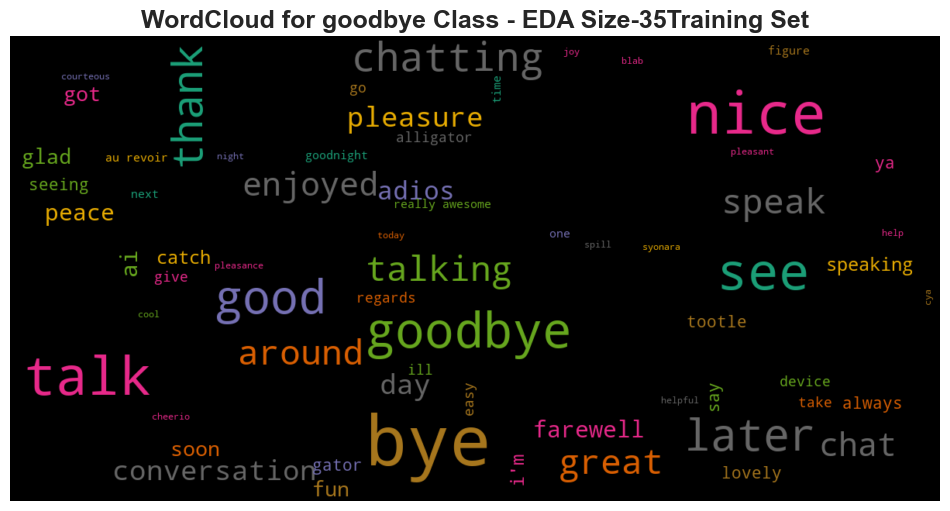 WordCloud for goodbye Class - EDA Size-35Training Set
chatting
joy
blab
figure
courteous
got
thank
go
time
pleasure
alligator
nice
glad
au revoir
night
goodnight
pleasant
ya
seeing
next
enjoyed
adios
really awesome
speak
peace
today
one
spill
syonara
help
ai
catch
give
pleasance
talking
see
speaking
cool
good
regards
cya
goodbye
tootle
around
talk
ill
day
easy
say
device
helpful
take
always
cheerio
bye
farewell
later
chat
soon
conversation
gator
fun
i'm
great
lovely